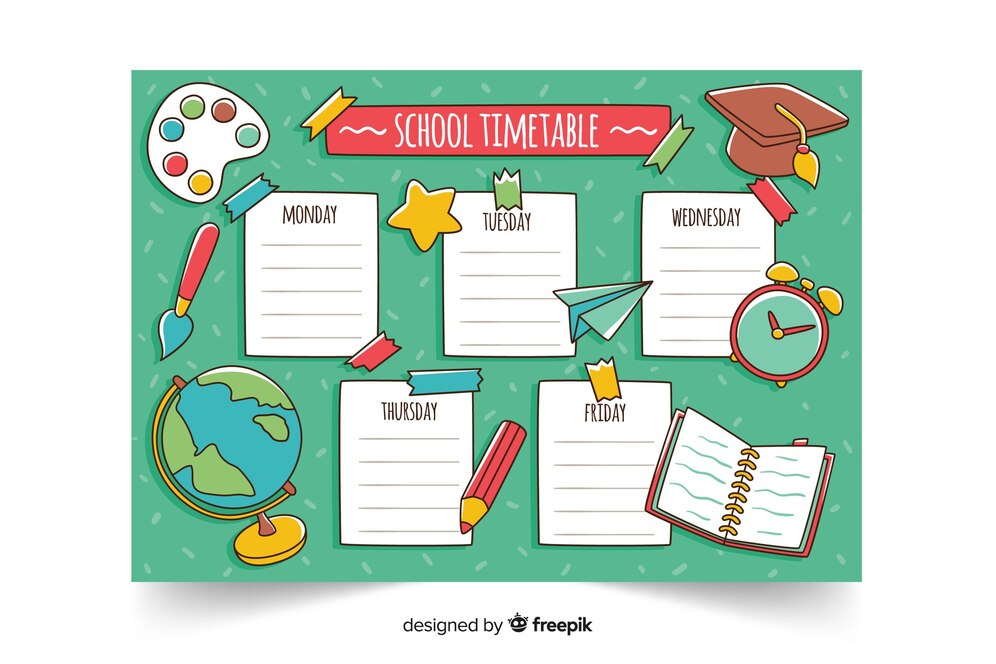 SCHOOL TIMETABLE
MONDAY
TUESDAY
WEDNESDAY
THURSDAY
FRIDAY
designed by freepik